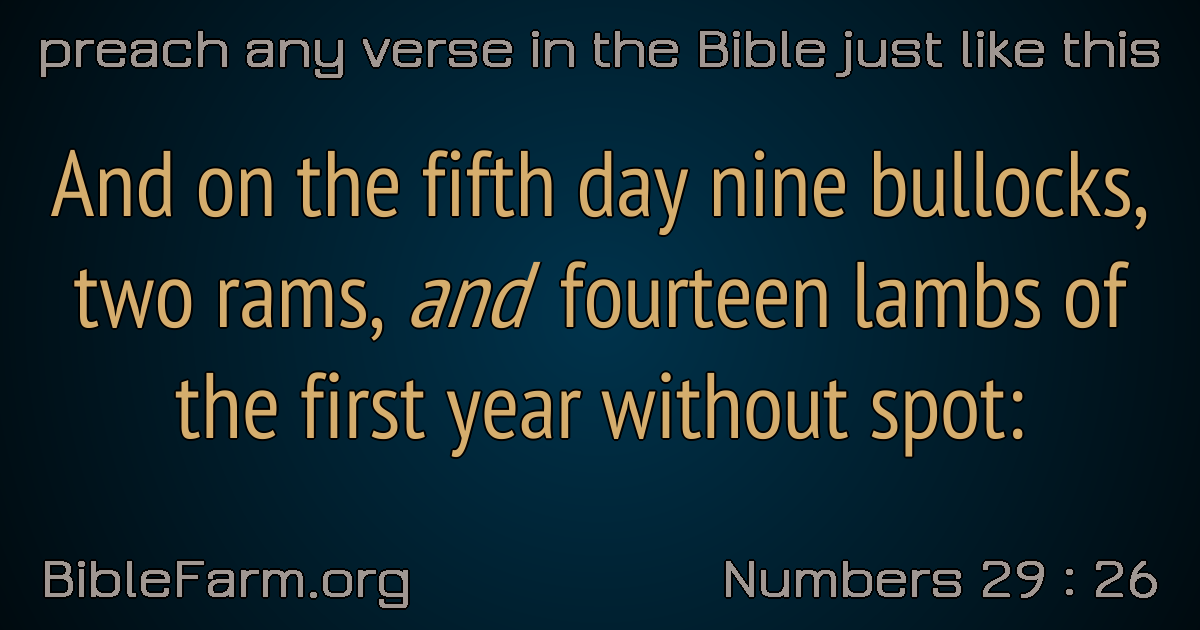 preach any verse in the Bible just like this
And on the fifth day nine bullocks,
two rams, and fourteen lambs of
the first year without spot:
BibleFarm.org
Numbers 29 : 26